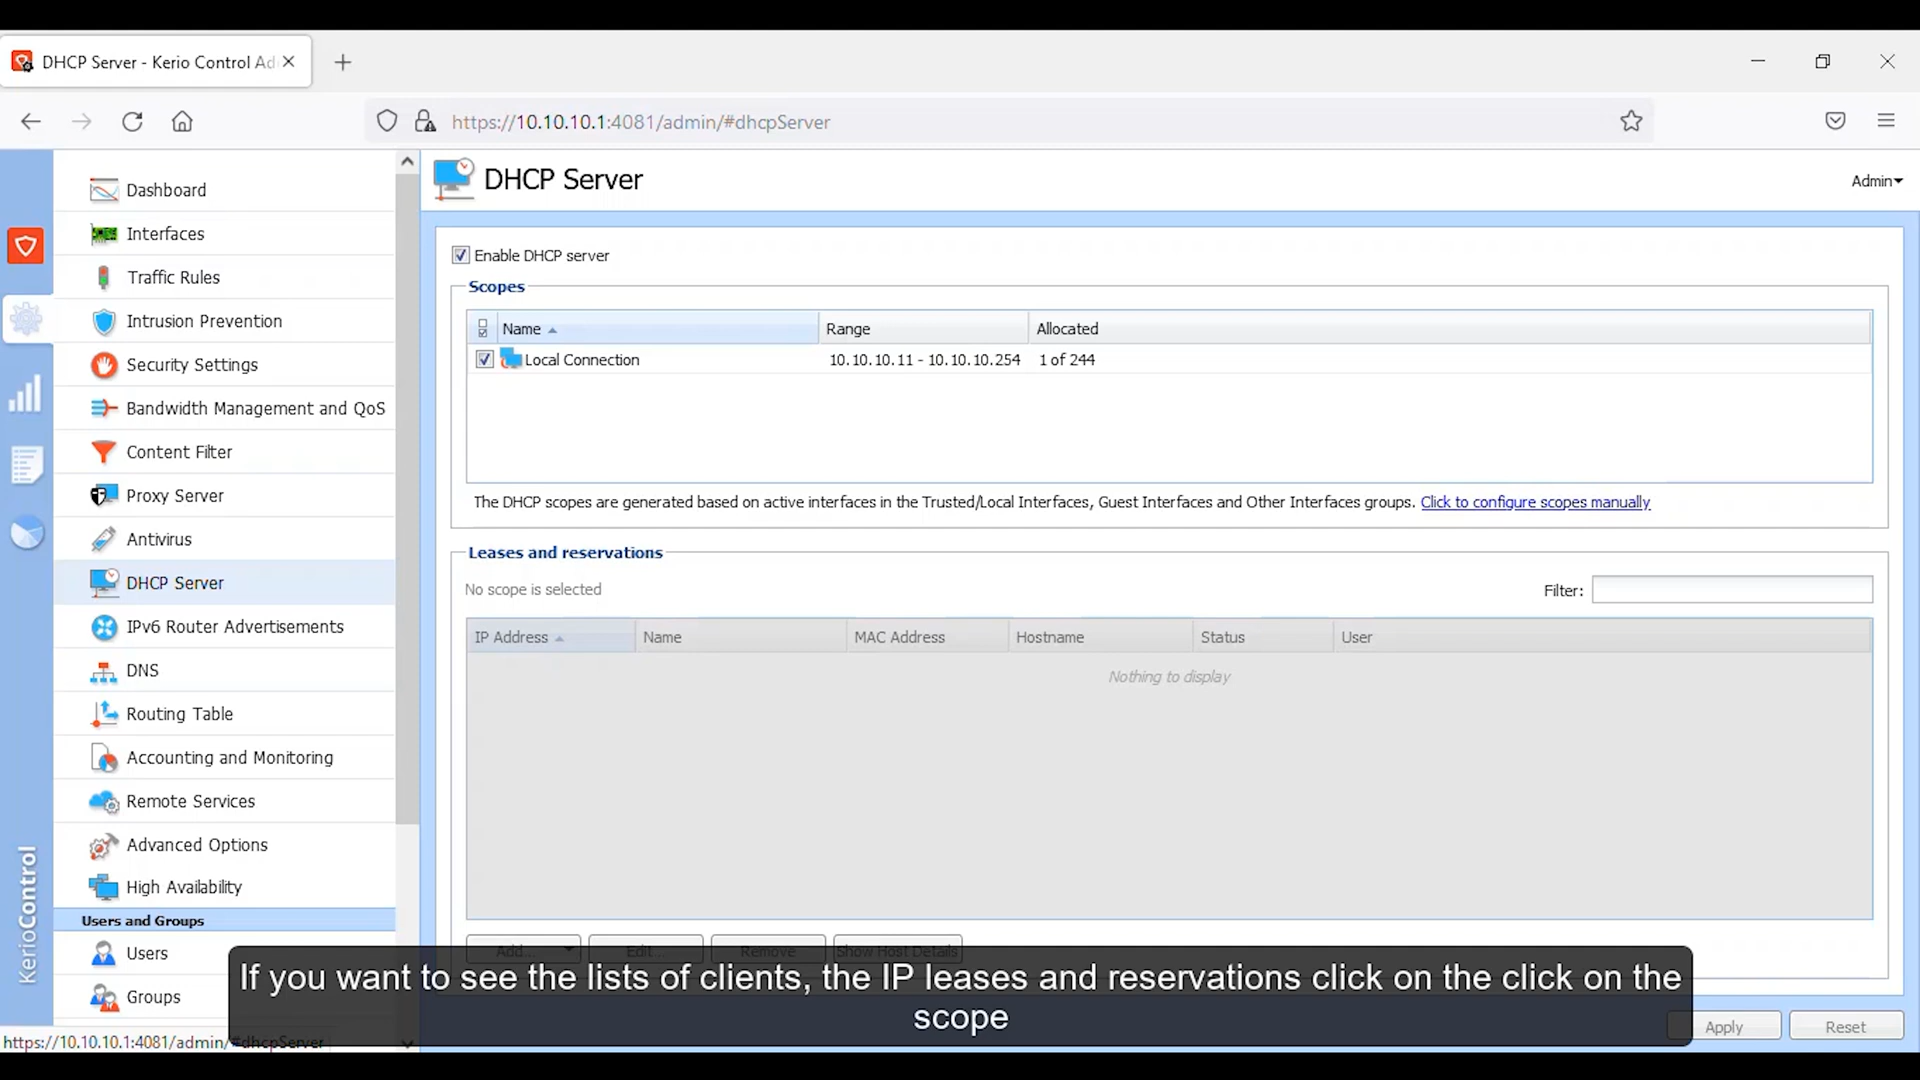 DHCP Server - Kerio Control Ad
https://10.10.10.1:4081/admin/#dhcpServer
DHCP Server
Admin
Dashboard
Interfaces
Traffic Rules
Intrusion Prevention
Security Settings
Bandwidth Management and QoS
Content Filter
Proxy Server
Antivirus
DHCP Server
IPv6 Router Advertisements
DNS
Routing Table
Accounting and Monitoring
Remote Services
Advanced Options
High Availability
Users and Groups
Users
Groups
KerioControl
Enable DHCP server
Scopes
Name Range Allocated
Local Connection 10.10.10.11 - 10.10.10.254 1 of 244
The DHCP scopes are generated based on active interfaces in the Trusted/Local Interfaces, Guest Interfaces and Other Interfaces groups. Click to configure scopes manually
Leases and reservations
No scope is selected Filter:
IP Address Name MAC Address Hostname Status User
Nothing to display
Add... Edit... Remove Show Host Details
If you want to see the lists of clients, the IP leases and reservations click on the click on the
scope
Apply Reset
https://10.10.10.1:4081/admin/#dhcpServer